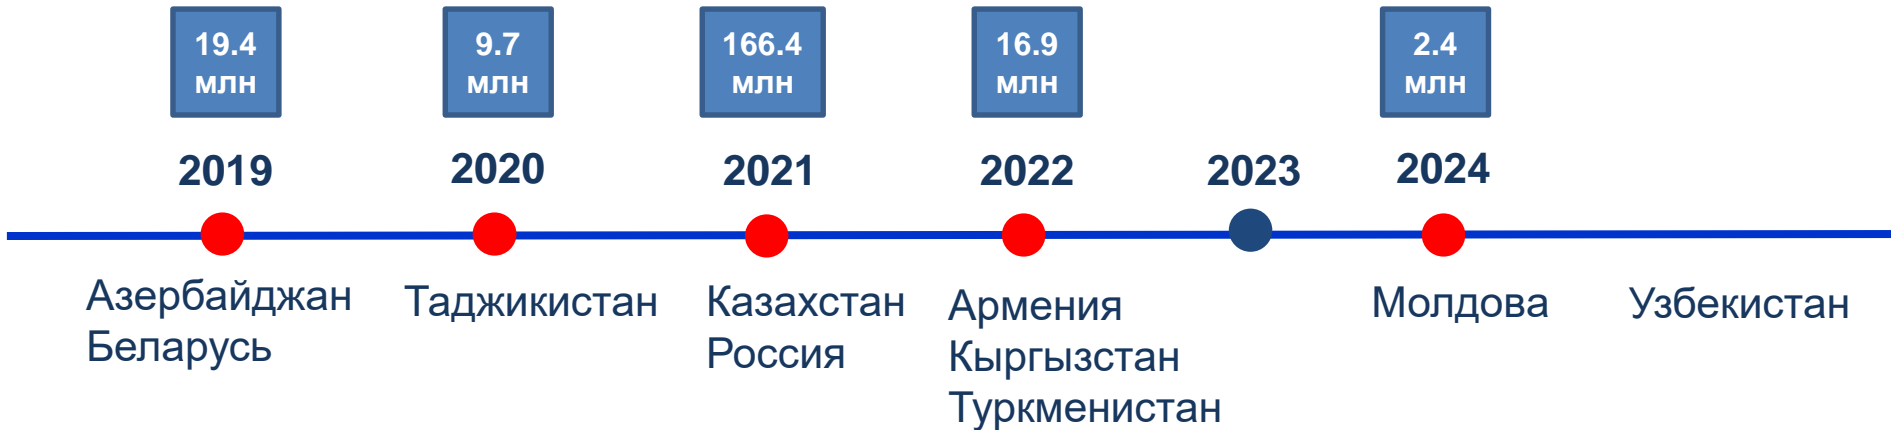 19.4
млн
9.7
млн
166.4
млн
16.9
млн
2.4
млн
2019
2020
2021
2022
2023
2024
Азербайджан
Беларусь
Таджикистан
Казахстан
Россия
Армения
Кыргызстан
Туркменистан
Молдова
Узбекистан